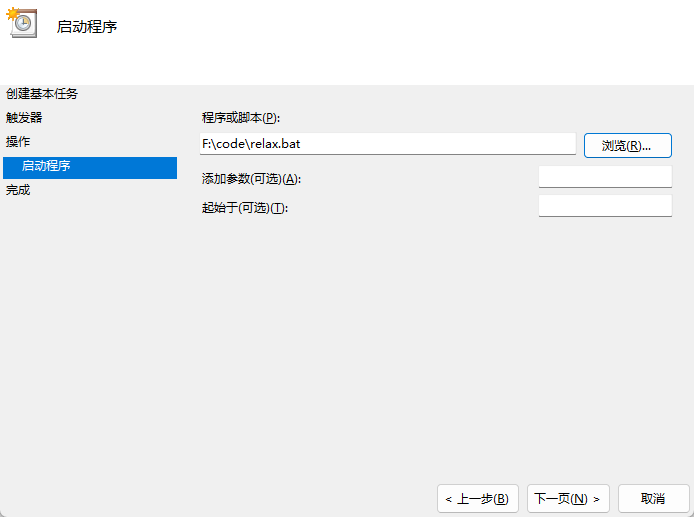 启动程序
创建基本任务
触发器
操作
启动程序
完成
程序或脚本(P):
F:\code\relax.bat
浏览(R)...
添加参数(可选)(A):
起始于(可选)(T):
< 上一步(B)
下一页(N) >
取消